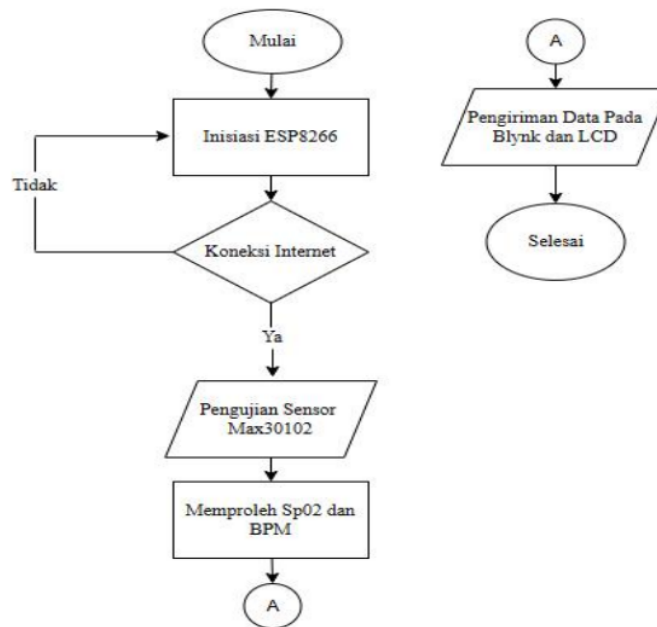 Mulai
Inisiasi ESP8266
Tidak
Koneksi Internet
Ya
Pengujian Sensor
Max30102
Memproleh Sp02 dan
BPM
A
A
Pengiriman Data Pada
Blynk dan LCD
Selesai